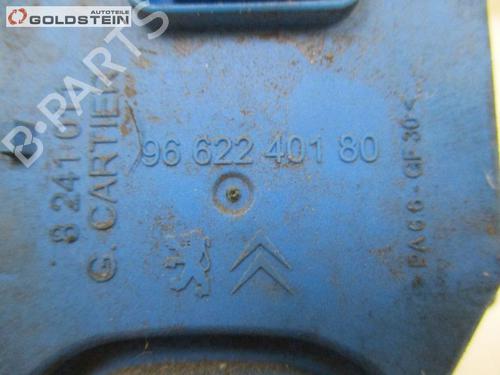 GOLDSTEIN
AUTOTEILE
B-PARTS
96 622 401 80
G. CARTIER
>PA66-GF30<